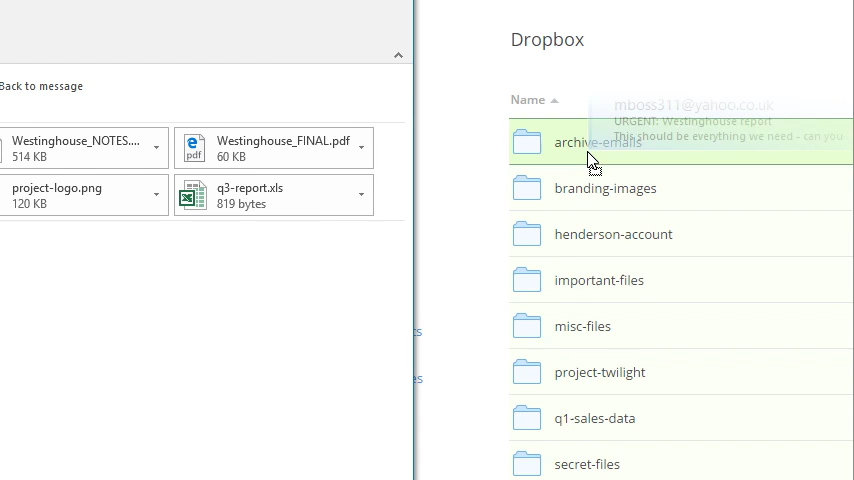 Back to message
Westinghouse_NOTES....
514 KB
Westinghouse_FINAL.pdf
60 KB
pdf
project-logo.png
120 KB
q3-report.xls
819 bytes
Dropbox
Name
mboss311@yahoo.co.uk
URGENT: Westinghouse report
This should be everything we need - can you
archive-emails
branding-images
henderson-account
important-files
misc-files
project-twilight
q1-sales-data
secret-files